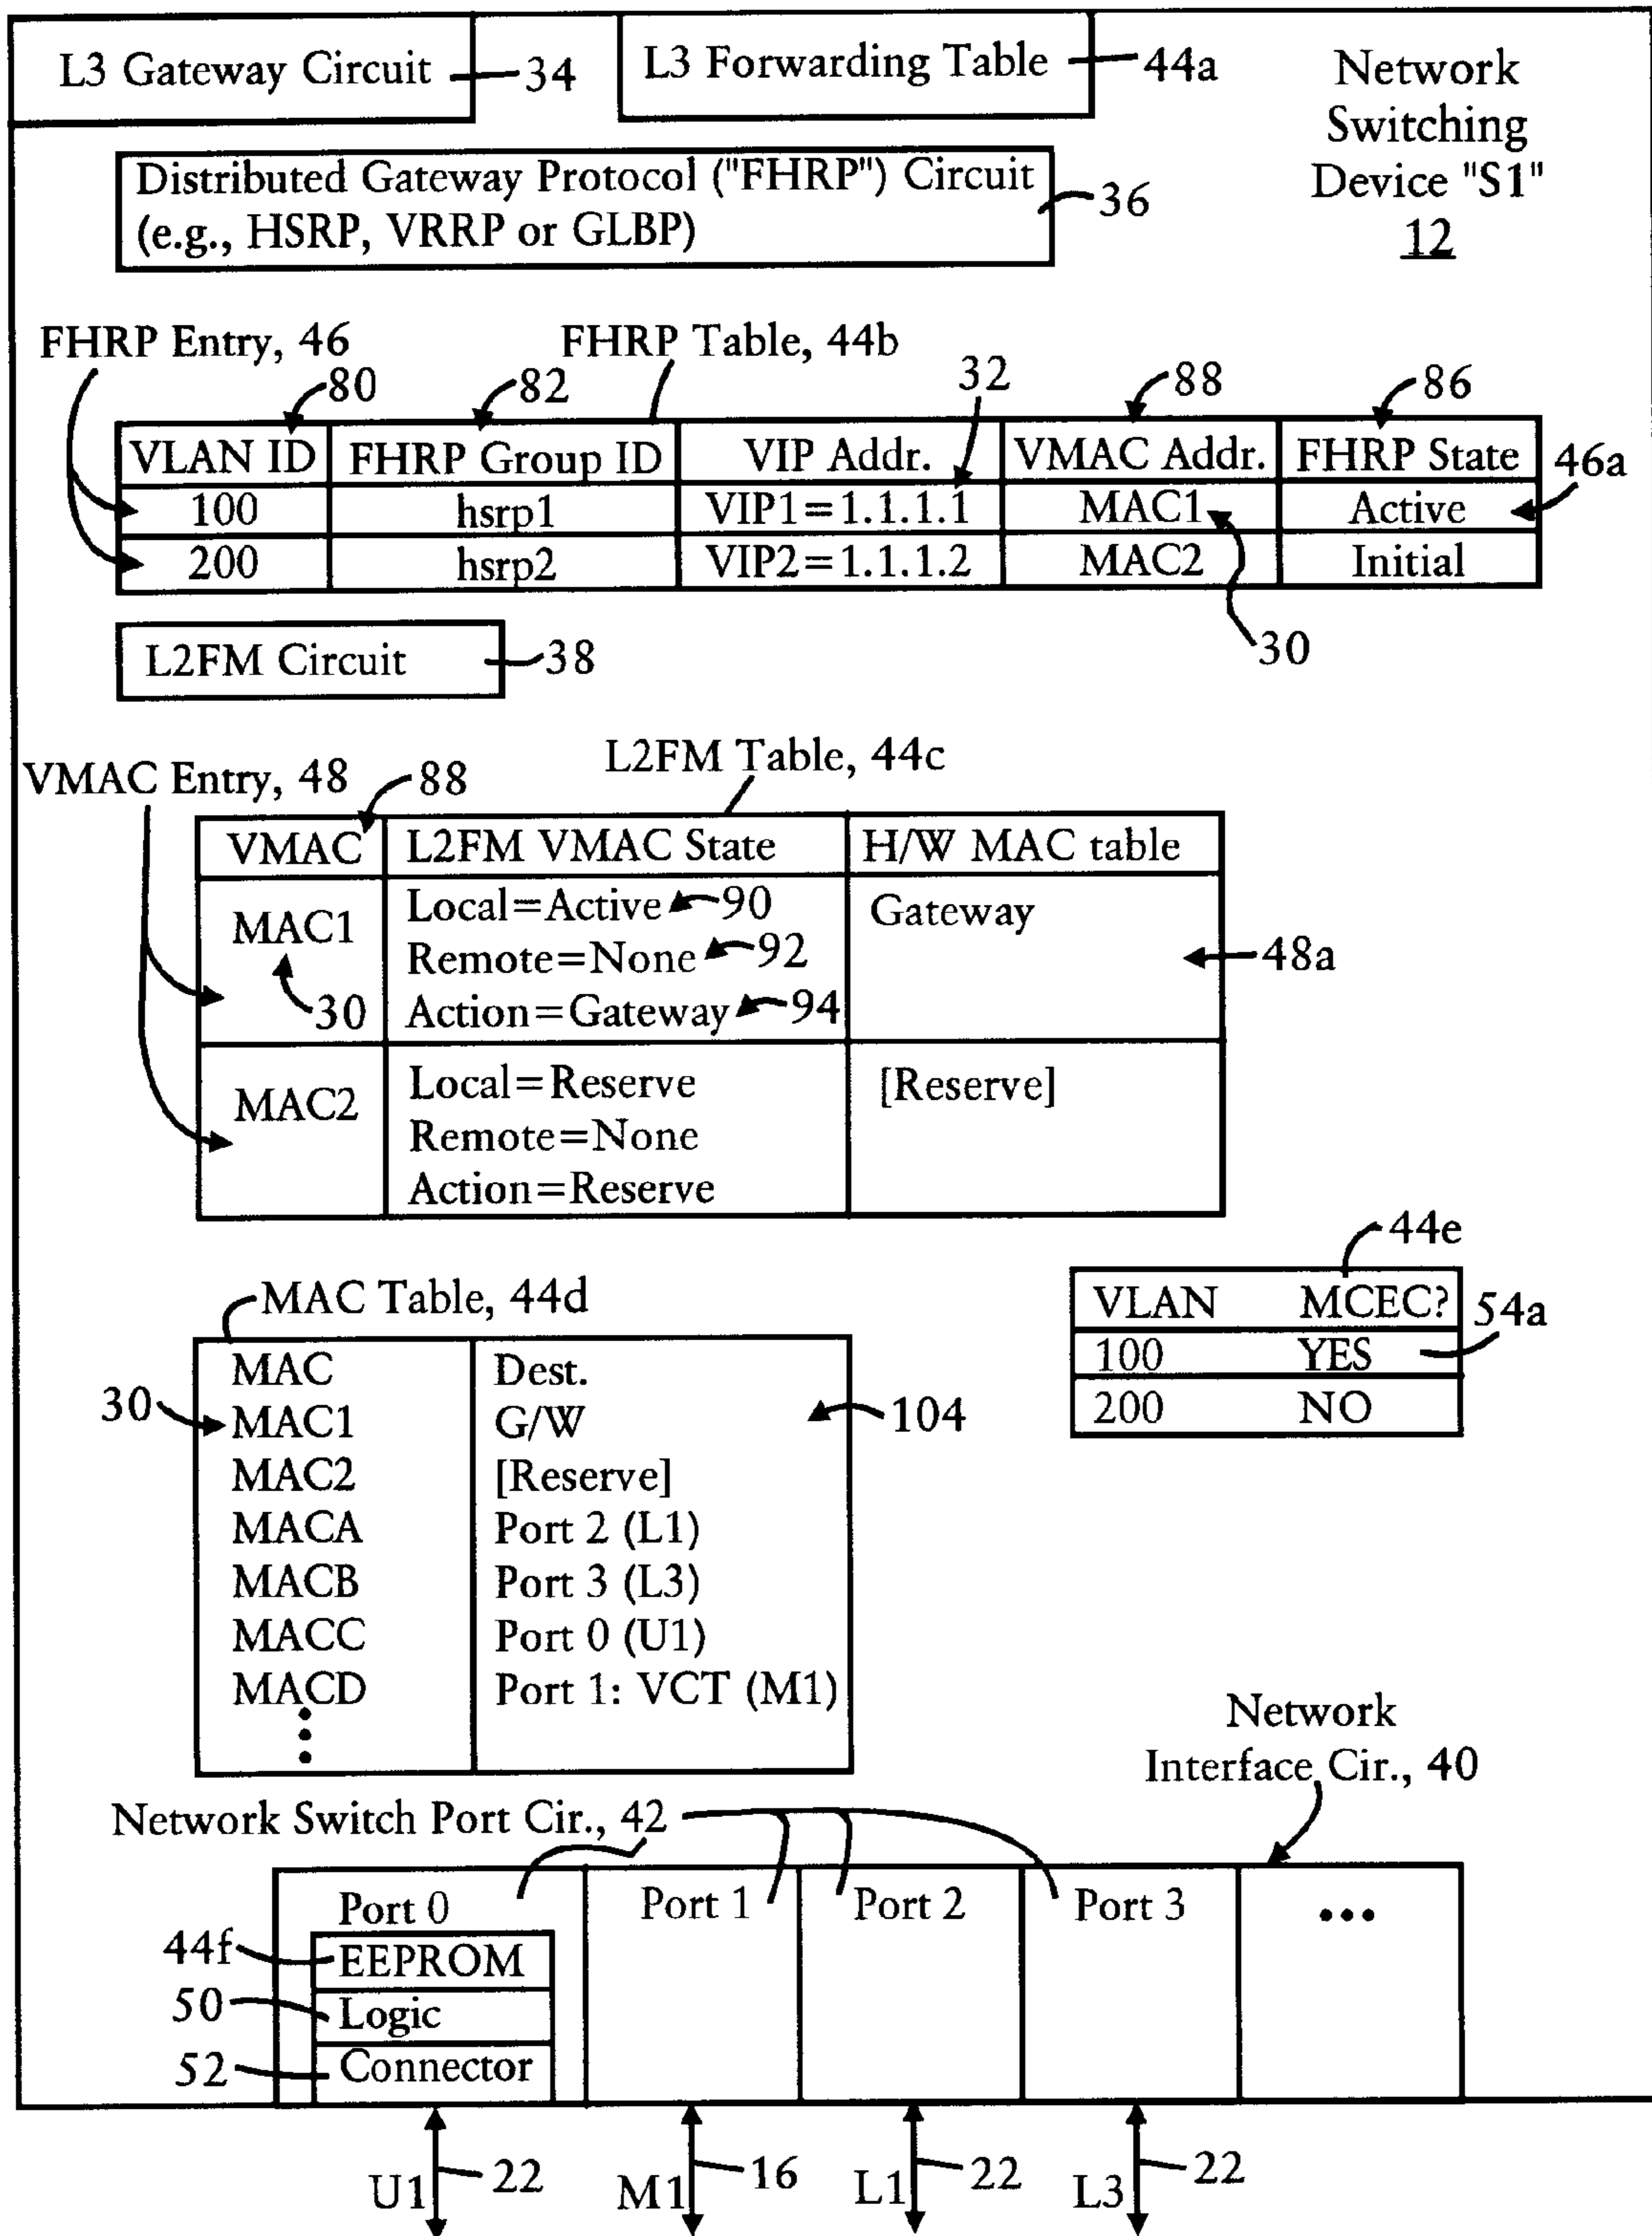 L3 Gateway Circuit 34
L3 Forwarding Table 44a
Network
Switching
Device "S1"
12
Distributed Gateway Protocol ("FHRP") Circuit
(e.g., HSRP, VRRP or GLBP)
36
FHRP Entry, 46
FHRP Table, 44b
80 82 32 88 86
VLAN ID FHRP Group ID VIP Addr. VMAC Addr. FHRP State 46a
100 hsrp1 VIP1=1.1.1.1 MAC1 Active
200 hsrp2 VIP2=1.1.1.2 MAC2 Initial
30
L2FM Circuit 38
L2FM Table, 44c
VMAC Entry, 48 88
VMAC L2FM VMAC State H/W MAC table
MAC1 Local=Active 90 Gateway
Remote=None 92 48a
30 Action=Gateway 94
MAC2 Local=Reserve [Reserve]
Remote=None
Action=Reserve
44e
VLAN MCEC? 54a
100 YES
200 NO
MAC Table, 44d
MAC Dest.
30 MAC1 G/W 104
MAC2 [Reserve]
MACA Port 2 (L1)
MACB Port 3 (L3)
MACC Port 0 (U1)
MACD Port 1: VCT (M1)
Network
Interface Cir., 40
Network Switch Port Cir., 42
Port 0 Port 1 Port 2 Port 3 •••
44f EEPROM
50 Logic
52 Connector
U1 22 M1 16 L1 22 L3 22